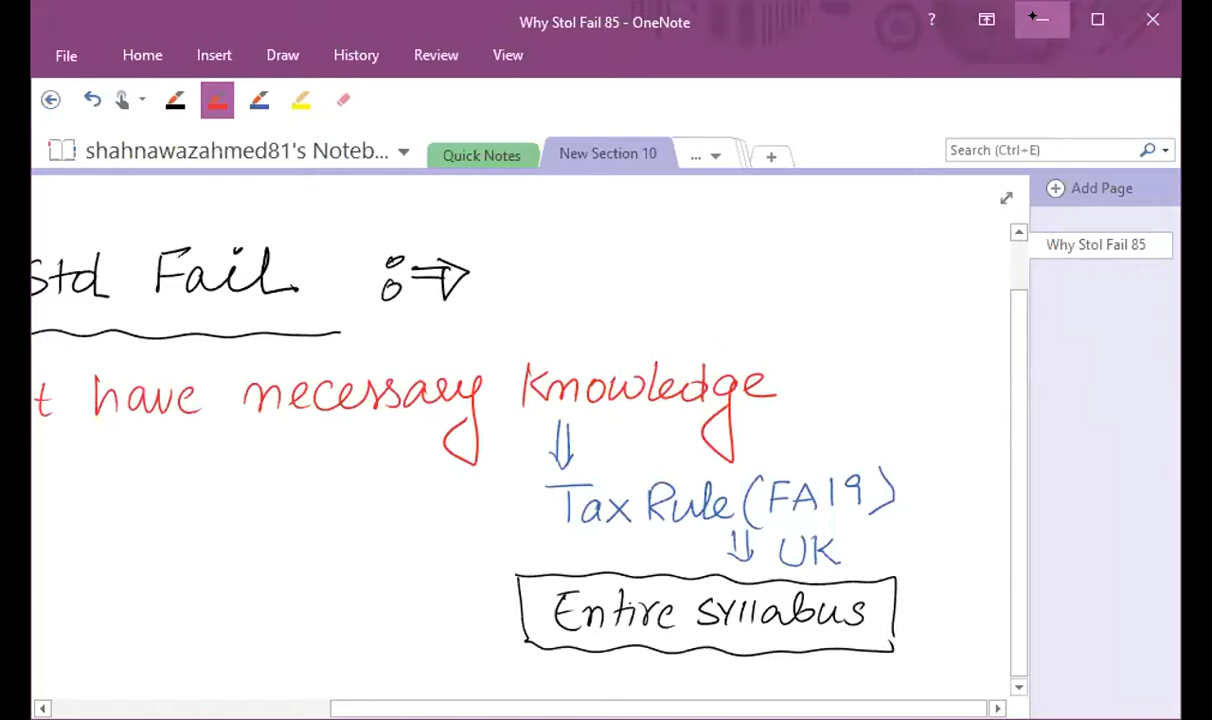 Why Stol Fail 85 - OneNote
?
File Home Insert Draw History Review View
shahnawazahmed81's Noteb...
Quick Notes
New Section 10
...
Search (Ctrl+E)
Add Page
Why Stol Fail 85
Std Fail :⇒
t have necessary knowledge
⇓
Tax Rule (FA19)
⇓ UK
Entire syllabus